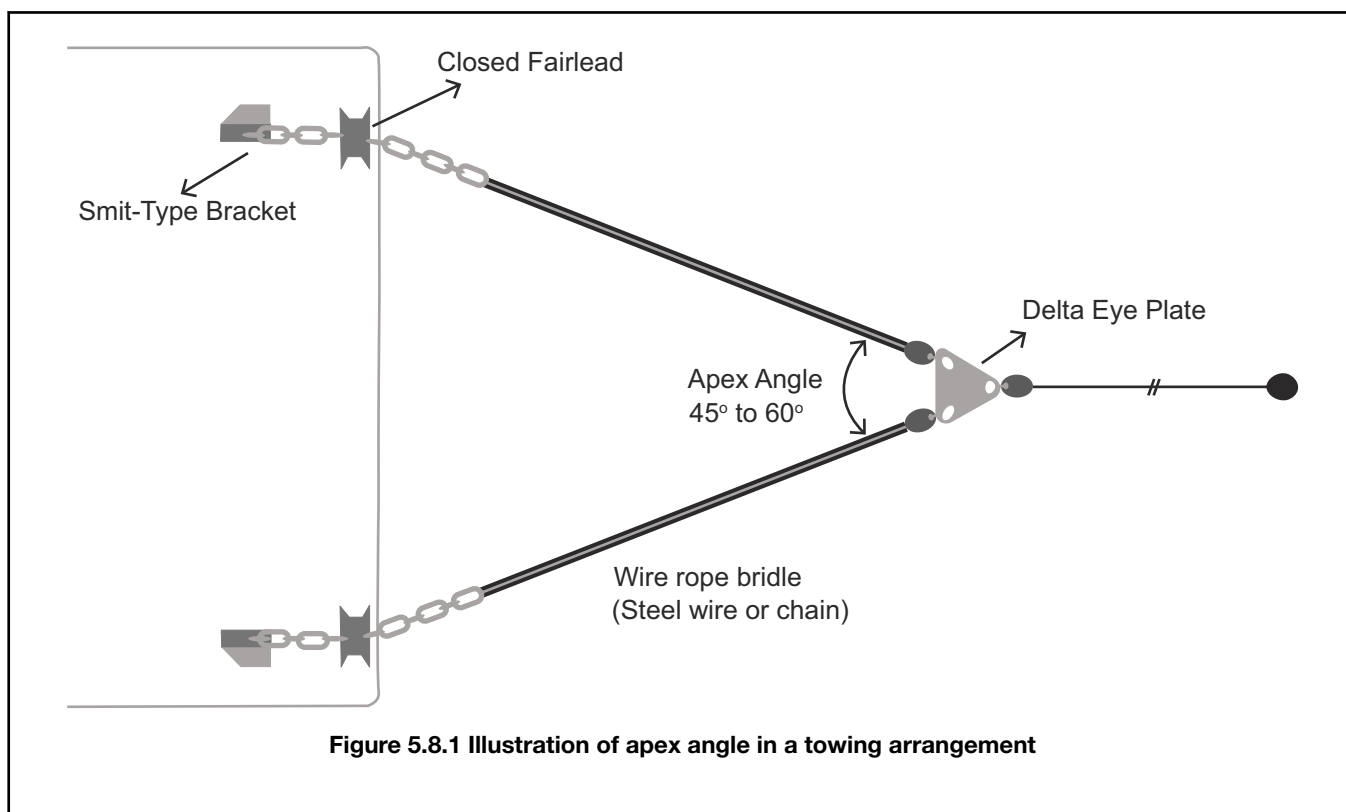 Closed Fairlead
Smit-Type Bracket
Delta Eye Plate
Apex Angle
45° to 60°
Wire rope bridle
(Steel wire or chain)
Figure 5.8.1 Illustration of apex angle in a towing arrangement